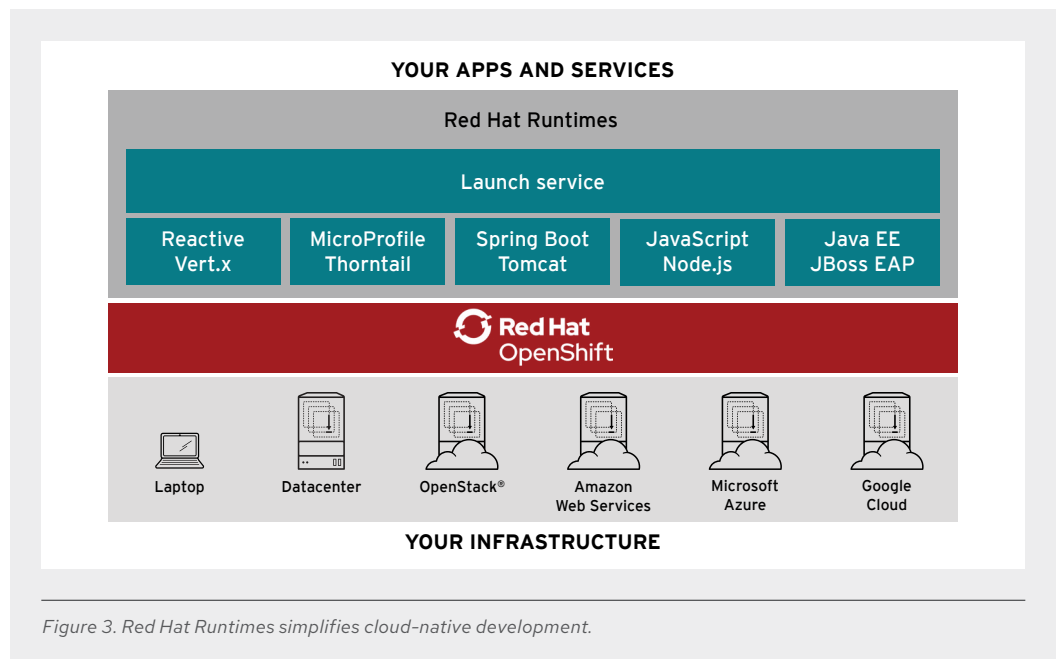 YOUR APPS AND SERVICES
Red Hat Runtimes
Launch service
Reactive
Vert.x
MicroProfile
Thorntail
Spring Boot
Tomcat
JavaScript
Node.js
Java EE
JBoss EAP
Red Hat
OpenShift
Laptop
Datacenter
OpenStack®
Amazon
Web Services
Microsoft
Azure
Google
Cloud
YOUR INFRASTRUCTURE
Figure 3. Red Hat Runtimes simplifies cloud-native development.